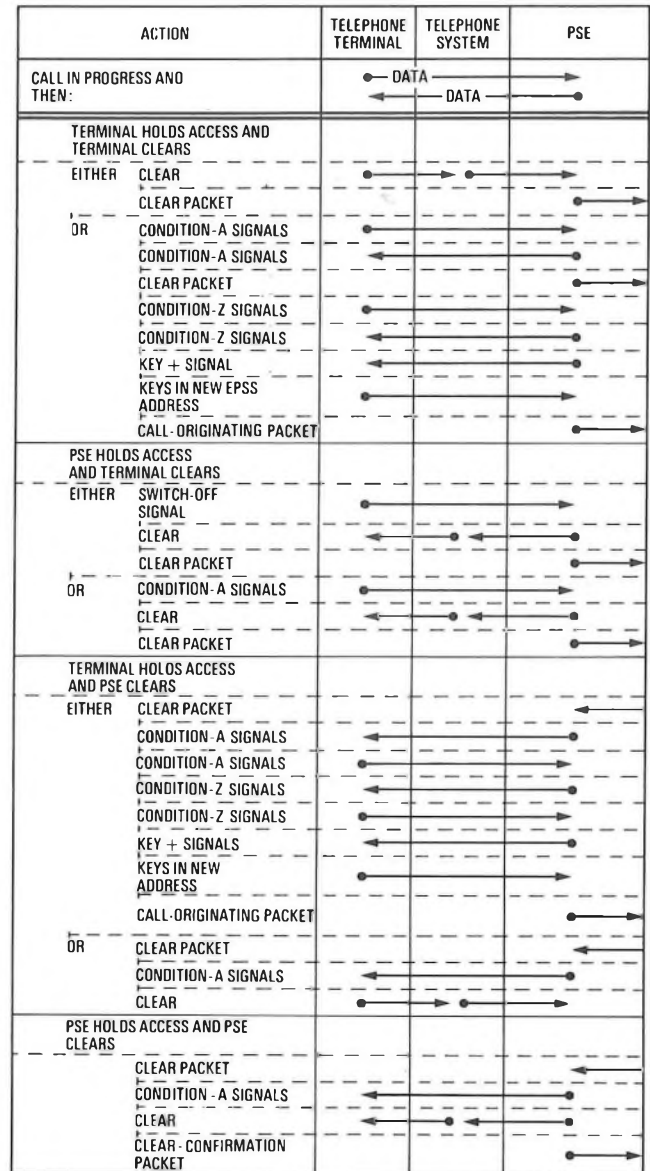 ACTION
TELEPHONE
TERMINAL
TELEPHONE
SYSTEM
PSE
CALL IN PROGRESS AND
THEN:
DATA
DATA
TERMINAL HOLDS ACCESS AND
TERMINAL CLEARS
EITHER CLEAR
CLEAR PACKET
OR CONDITION-A SIGNALS
CONDITION-A SIGNALS
CLEAR PACKET
CONDITION-Z SIGNALS
CONDITION-Z SIGNALS
KEY + SIGNAL
KEYS IN NEW EPSS
ADDRESS
CALL-ORIGINATING PACKET
PSE HOLDS ACCESS
AND TERMINAL CLEARS
EITHER SWITCH-OFF
SIGNAL
CLEAR
CLEAR PACKET
OR CONDITION-A SIGNALS
CLEAR
CLEAR PACKET
TERMINAL HOLDS ACCESS
AND PSE CLEARS
EITHER CLEAR PACKET
CONDITION-A SIGNALS
CONDITION-A SIGNALS
CONDITION-Z SIGNALS
CONDITION-Z SIGNALS
KEY + SIGNALS
KEYS IN NEW
ADDRESS
CALL-ORIGINATING PACKET
OR CLEAR PACKET
CONDITION-A SIGNALS
CLEAR
PSE HOLDS ACCESS AND PSE
CLEARS
CLEAR PACKET
CONDITION-A SIGNALS
CLEAR
CLEAR-CONFIRMATION
PACKET